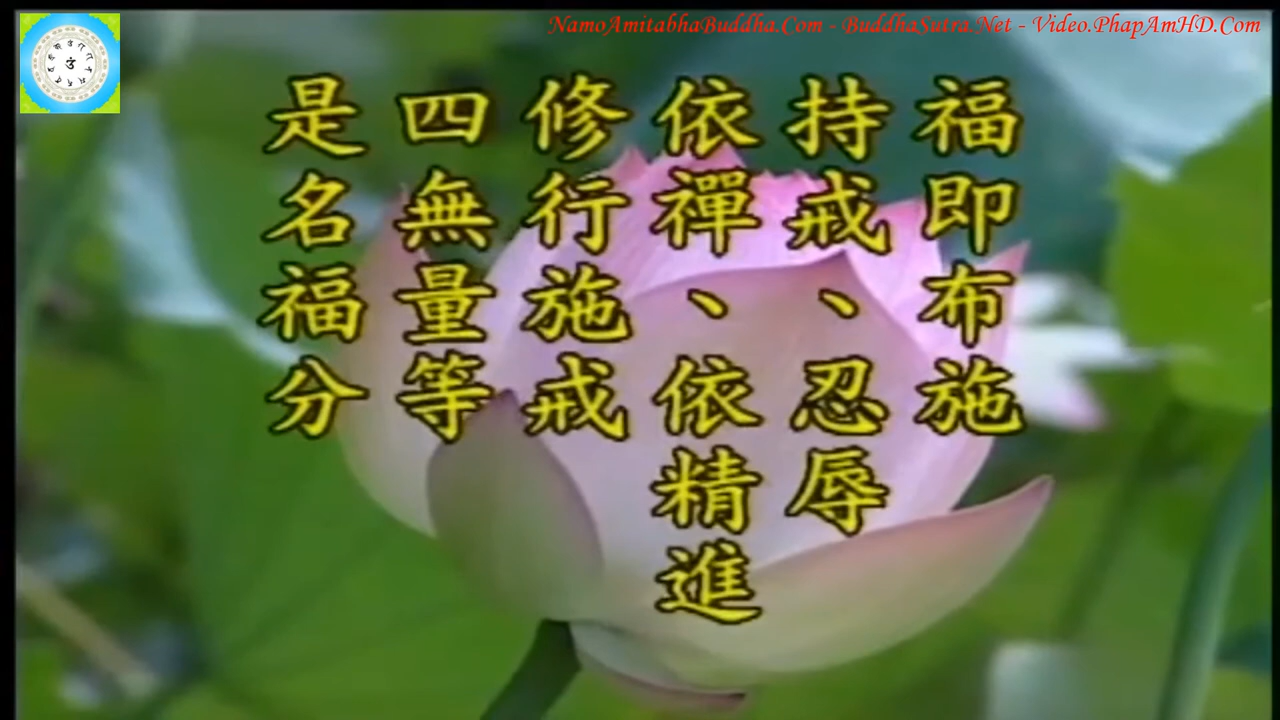 NamoAmitabhaBuddha.Com - BuddhaSutra.Net - Video.PhapAmHD.Com
福即布施
持戒、忍辱
依禪、依精進
修行施戒
四無量等
是名福分